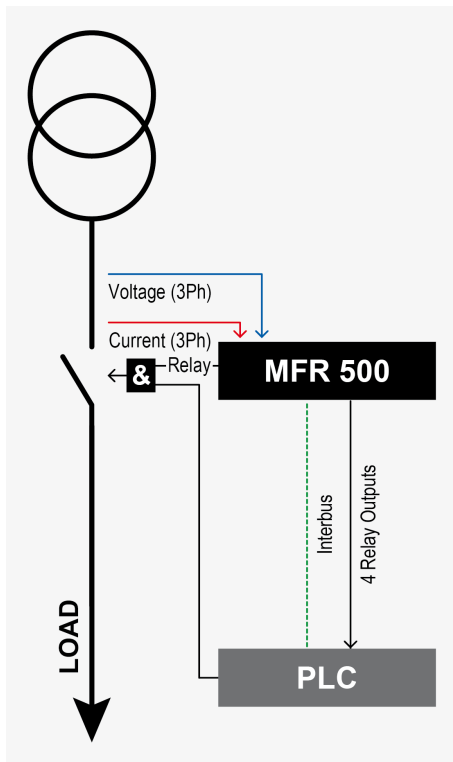 Voltage (3Ph)
Current (3Ph)
&
Relay
MFR 500
Interbus
4 Relay Outputs
LOAD
PLC